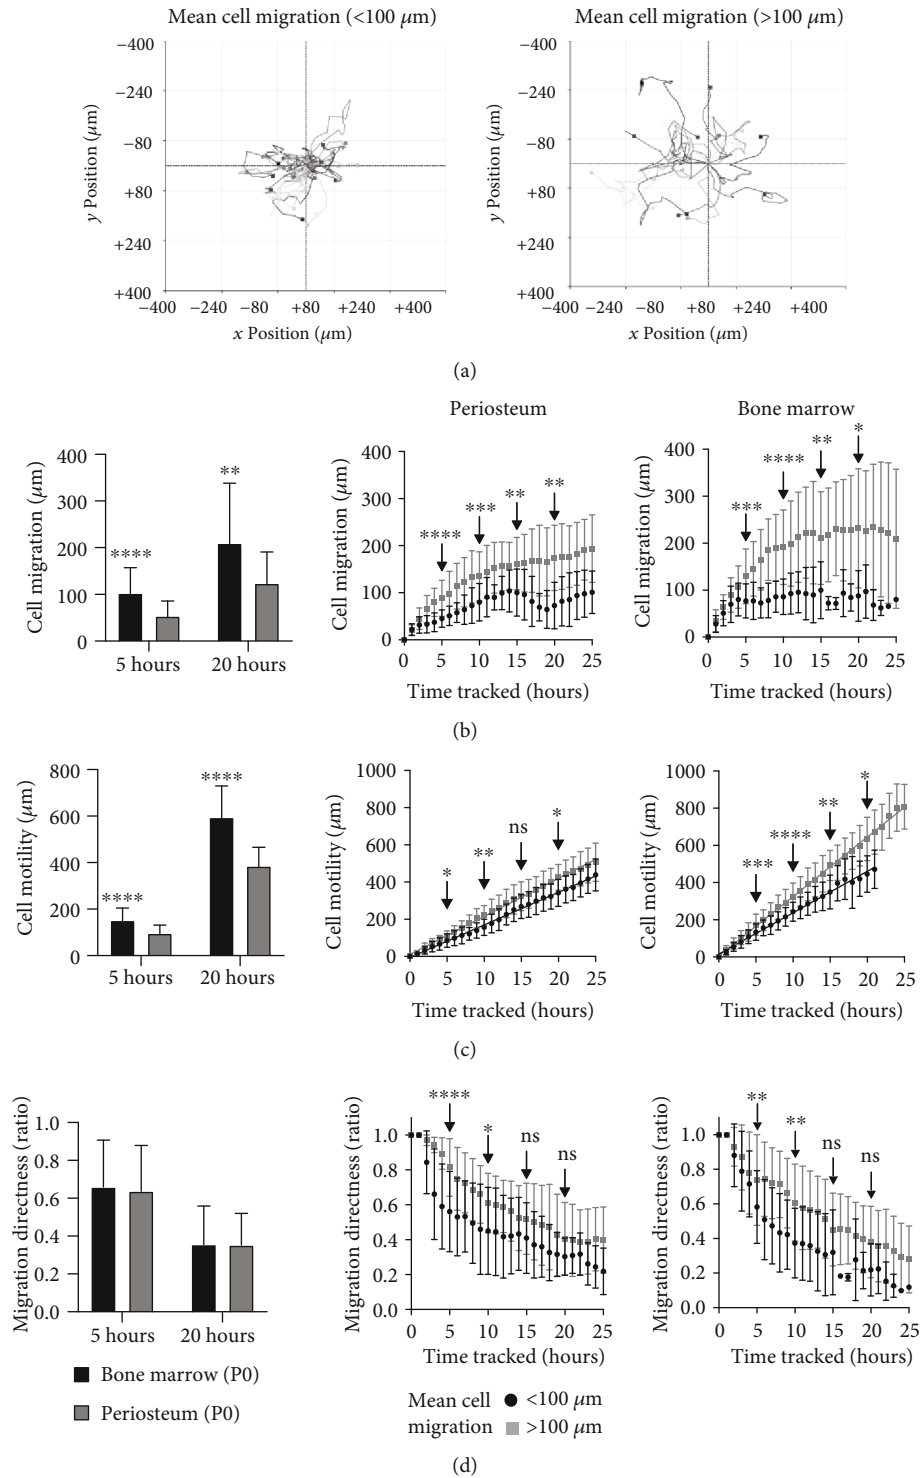 Mean cell migration (<100 μm)
Mean cell migration (>100 μm)
y Position (μm)
−400
−240
−80
+80
+240
+400
−400 −240 −80 +80 +240 +400
x Position (μm)
y Position (μm)
−400
−240
−80
+80
+240
+400
−400 −240 −80 +80 +240 +400
x Position (μm)
(a)
Periosteum
Bone marrow
Cell migration (μm)
400
300
200
100
0
****
**
5 hours 20 hours
Cell migration (μm)
400
300
200
100
0
****
***
**
**
0 5 10 15 20 25
Time tracked (hours)
Cell migration (μm)
400
300
200
100
0
***
****
**
*
0 5 10 15 20 25
Time tracked (hours)
(b)
Cell motility (μm)
800
600
400
200
0
****
****
5 hours 20 hours
Cell motility (μm)
1000
800
600
400
200
0
*
**
ns
*
0 5 10 15 20 25
Time tracked (hours)
Cell motility (μm)
1000
800
600
400
200
0
***
****
**
*
0 5 10 15 20 25
Time tracked (hours)
(c)
Migration directness (ratio)
1.0
0.8
0.6
0.4
0.2
0.0
5 hours 20 hours
Bone marrow (P0)
Periosteum (P0)
Migration directness (ratio)
1.0
0.8
0.6
0.4
0.2
0.0
****
*
ns
ns
0 5 10 15 20 25
Time tracked (hours)
Migration directness (ratio)
1.0
0.8
0.6
0.4
0.2
0.0
**
**
ns
ns
0 5 10 15 20 25
Time tracked (hours)
Mean cell
migration
<100 μm
>100 μm
(d)